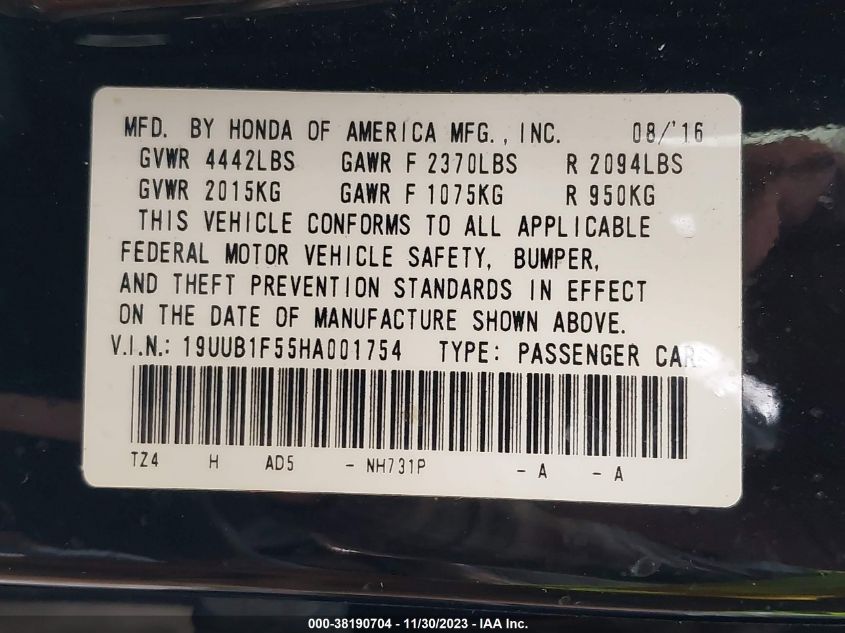 MFD. BY HONDA OF AMERICA MFG., INC. 08/'16
GVWR 4442LBS GAWR F 2370LBS R 2094LBS
GVWR 2015KG GAWR F 1075KG R 950KG
THIS VEHICLE CONFORMS TO ALL APPLICABLE
FEDERAL MOTOR VEHICLE SAFETY, BUMPER,
AND THEFT PREVENTION STANDARDS IN EFFECT
ON THE DATE OF MANUFACTURE SHOWN ABOVE.
V.I.N.: 19UUB1F55HA001754 TYPE: PASSENGER CAR
TZ4 H AD5 - NH731P - A - A
000-38190704 - 11/30/2023 - IAA Inc.